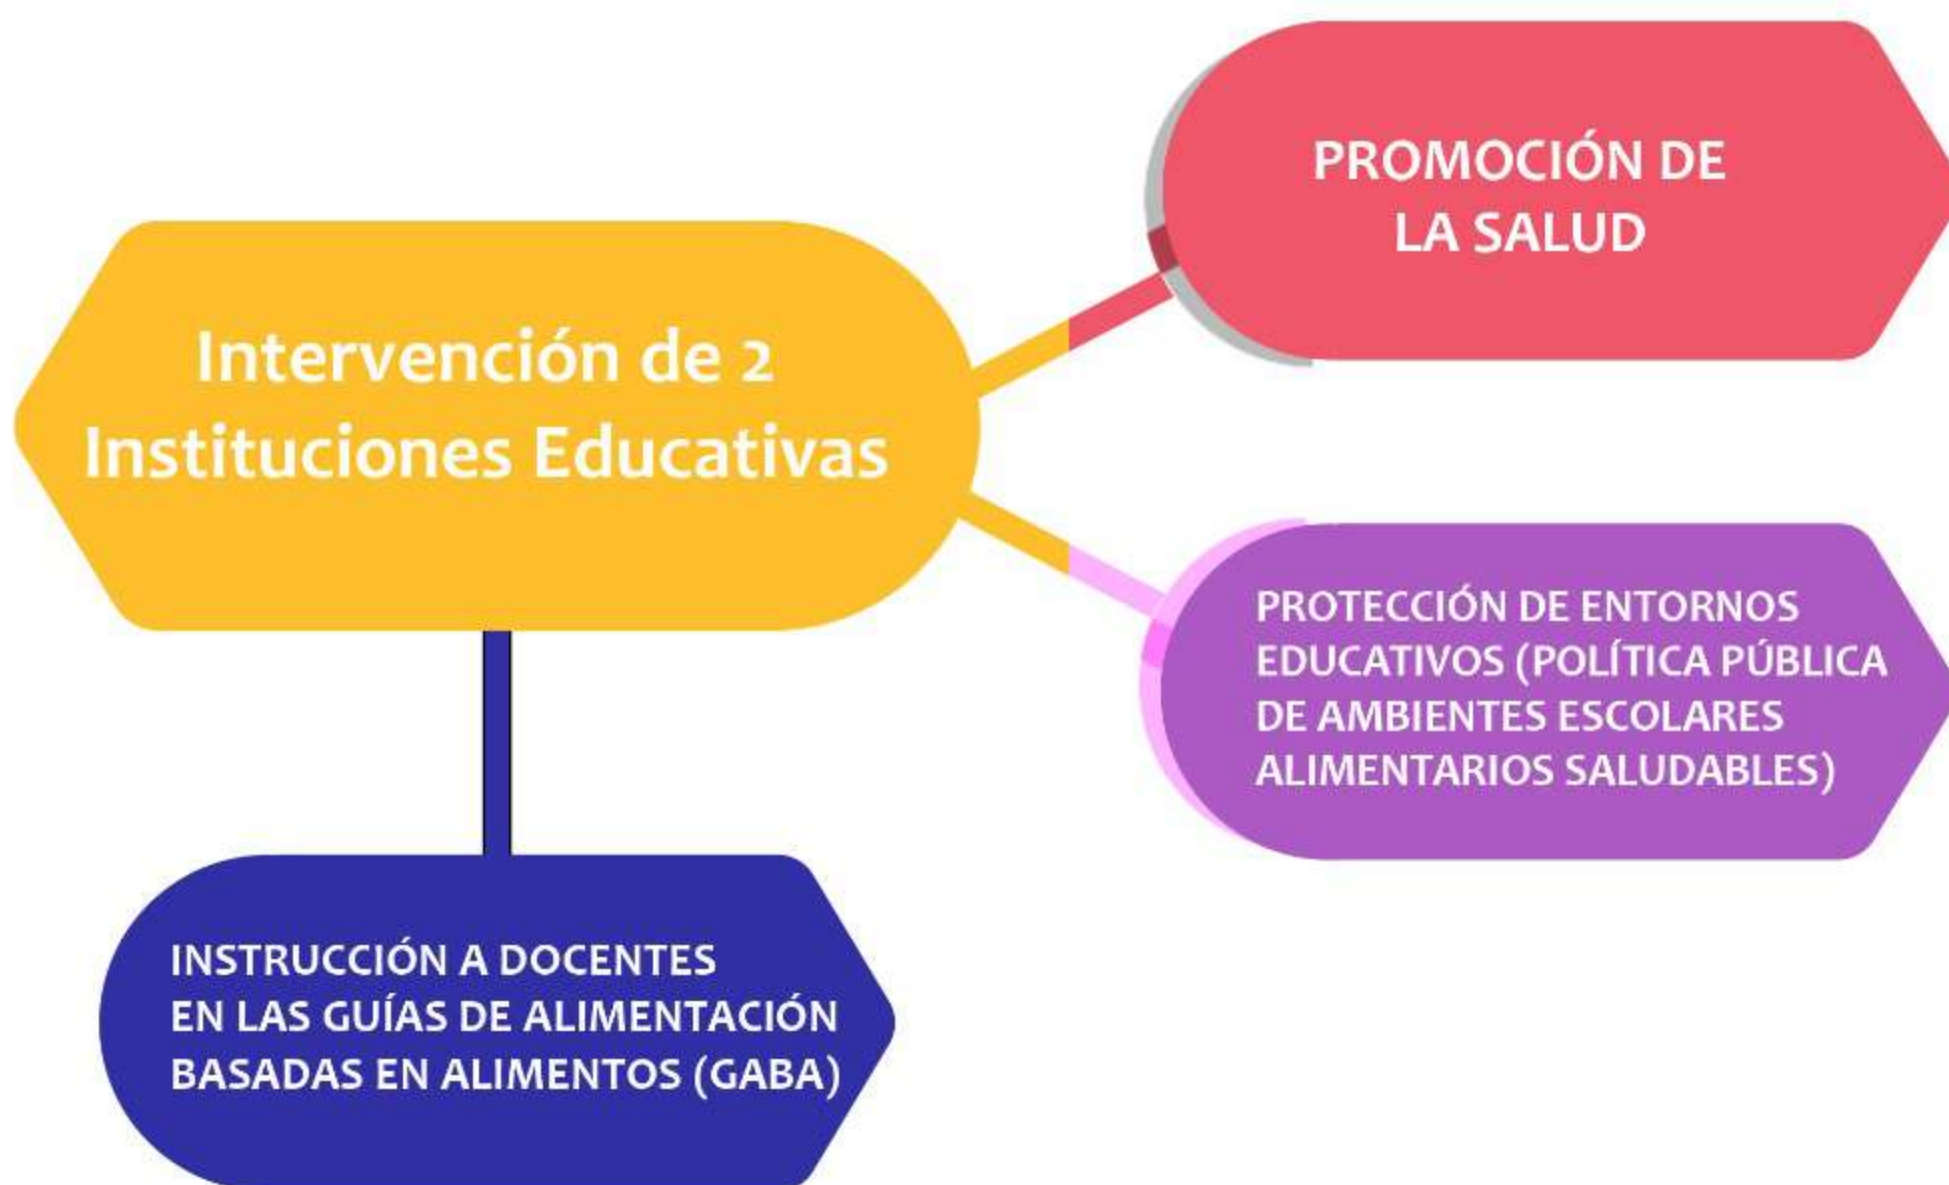 Intervención de 2
Instituciones Educativas
PROMOCIÓN DE
LA SALUD
PROTECCIÓN DE ENTORNOS
EDUCATIVOS (POLÍTICA PÚBLICA
DE AMBIENTES ESCOLARES
ALIMENTARIOS SALUDABLES)
INSTRUCCIÓN A DOCENTES
EN LAS GUÍAS DE ALIMENTACIÓN
BASADAS EN ALIMENTOS (GABA)